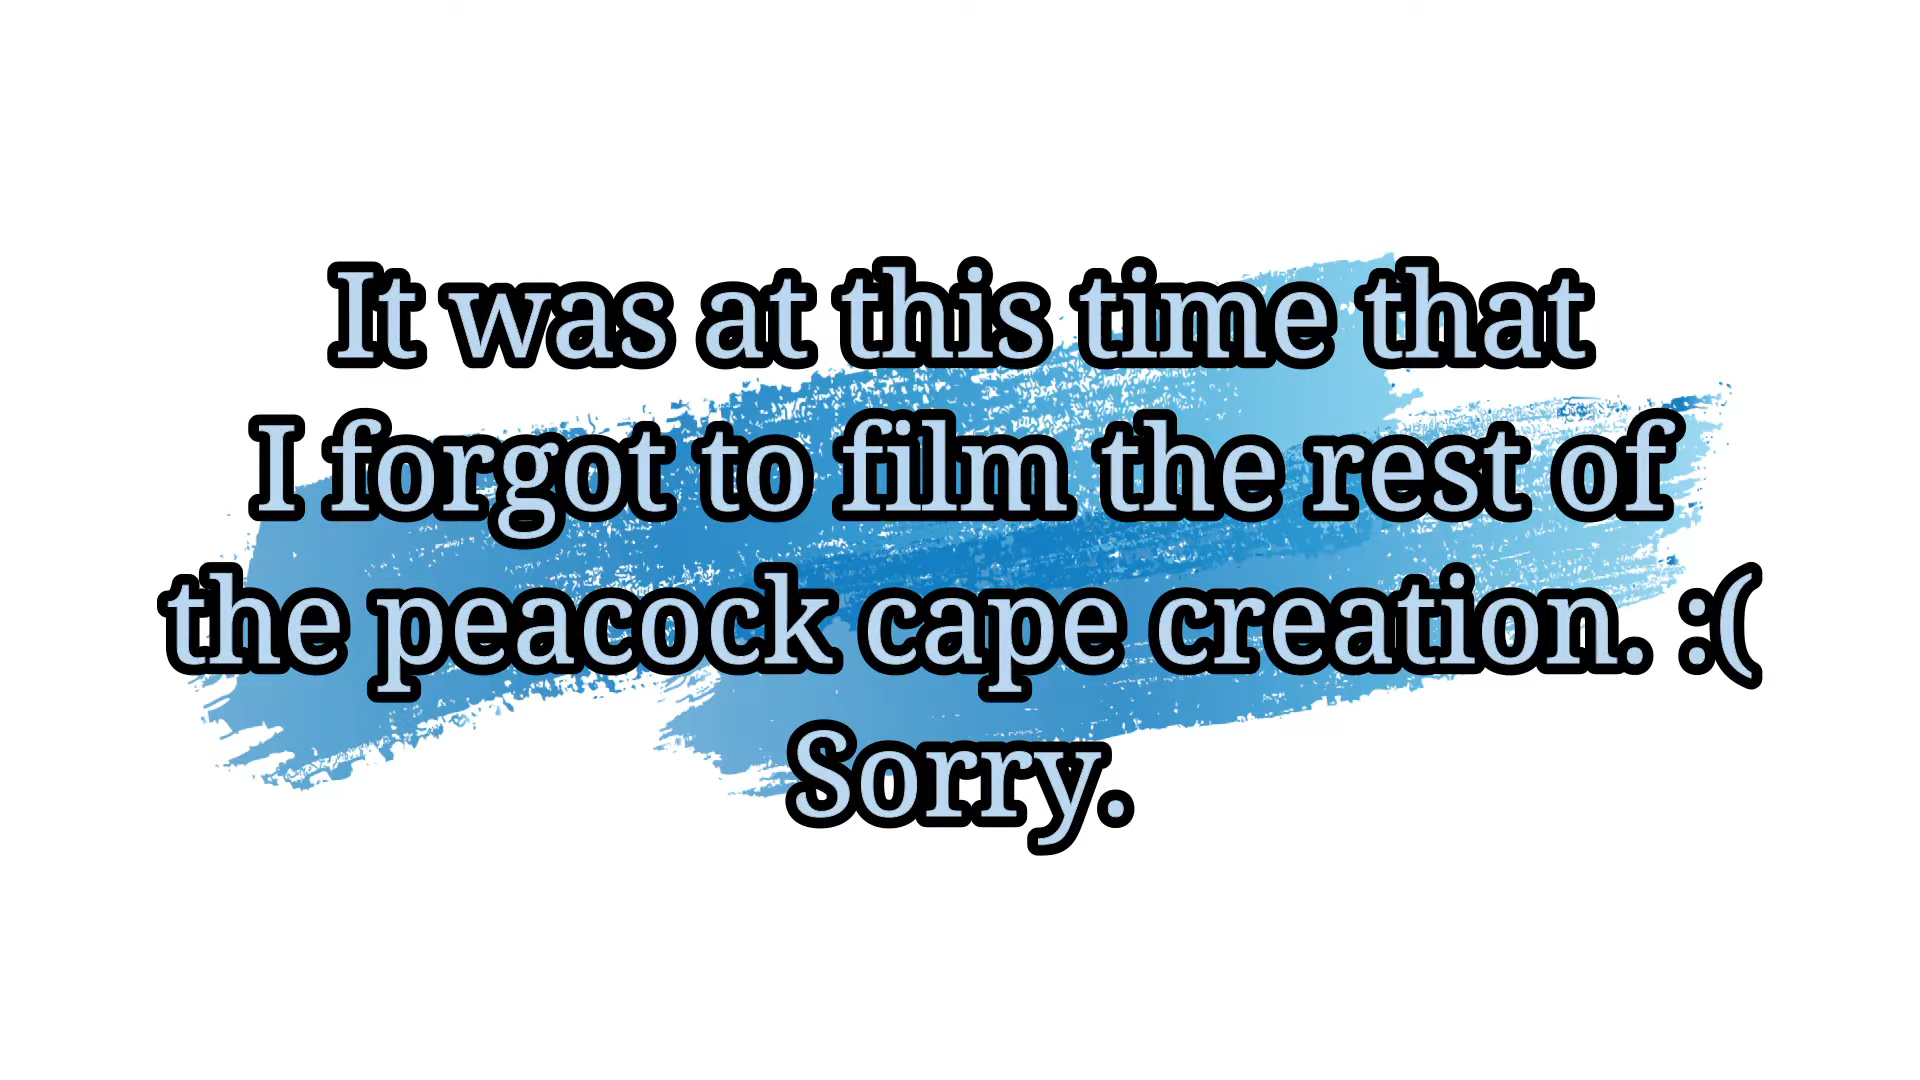 It was at this time that
I forgot to film the rest of
the peacock cape creation. :(
Sorry.